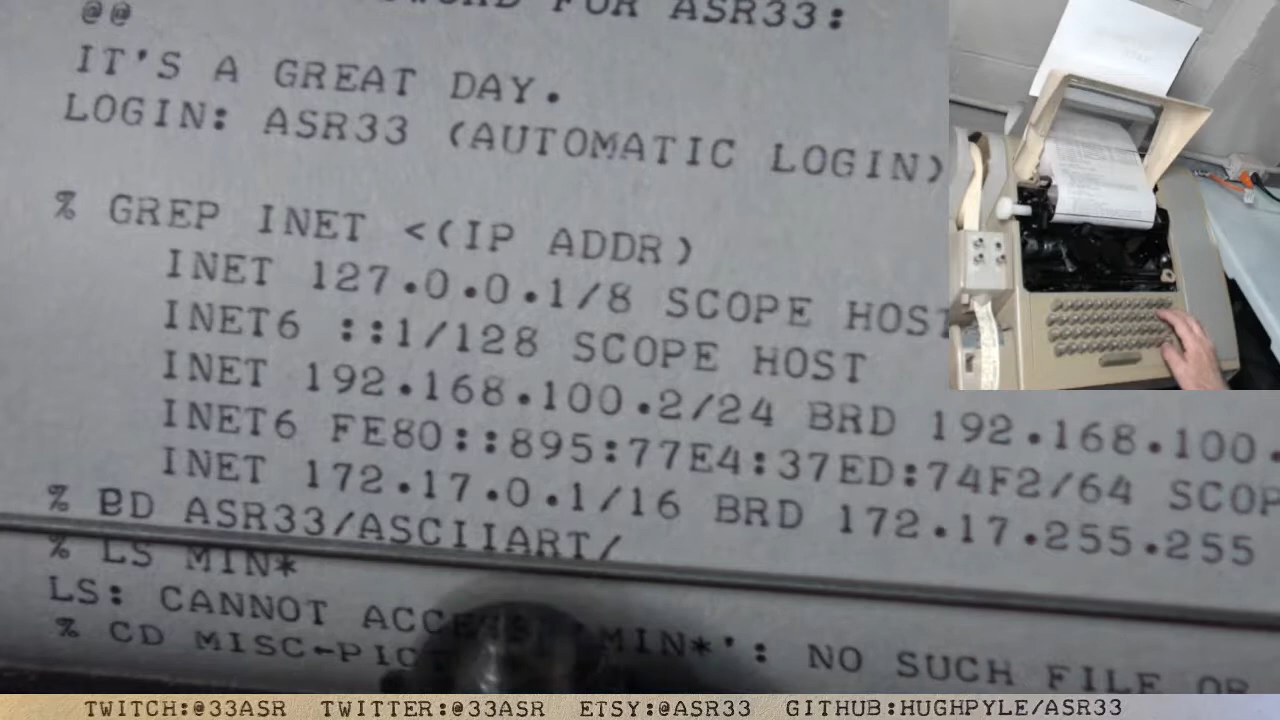 @@ WORD FOR ASR33:
IT'S A GREAT DAY.
LOGIN: ASR33 (AUTOMATIC LOGIN)
% GREP INET <(IP ADDR)
INET 127.0.0.1/8 SCOPE HOST
INET6 ::1/128 SCOPE HOST
INET 192.168.100.2/24 BRD 192.168.100.
INET6 FE80::895:77E4:37ED:74F2/64 SCOP
INET 172.17.0.1/16 BRD 172.17.255.255
% ASR33/ASCIIART/
% LS MIN*
LS: CANNOT MIN*': NO SUCH FILE OR
% CD MISC←PIC
TWITCH:@33ASR TWITTER:@33ASR ETSY:@ASR33 GITHUB:HUGHPYLE/ASR33